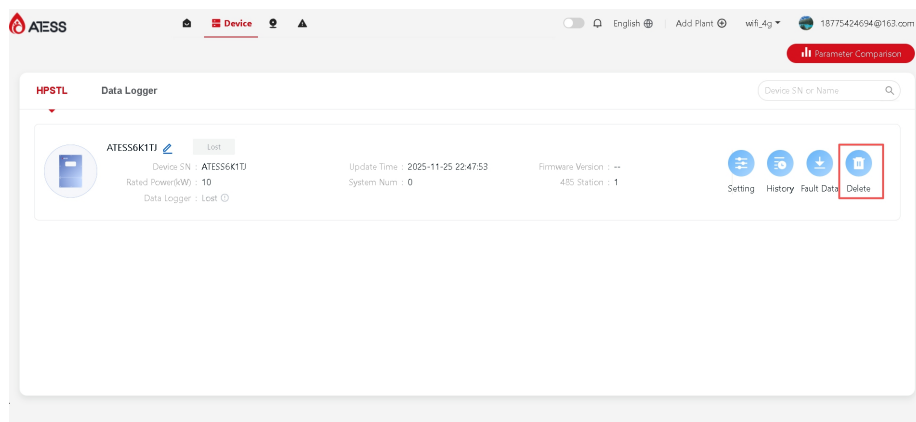 ATESS Device English Add Plant wifi_4g 18775424694@163.com
Parameter Comparison
HPSTL Data Logger Device SN or Name
ATESS6K1TJ Lost
Device SN : ATESS6K1TJ Update Time : 2025-11-25 22:47:53 Firmware Version : --
Rated Power(kW) : 10 System Num : 0 485 Station : 1
Data Logger : Lost
Setting History Fault Data Delete